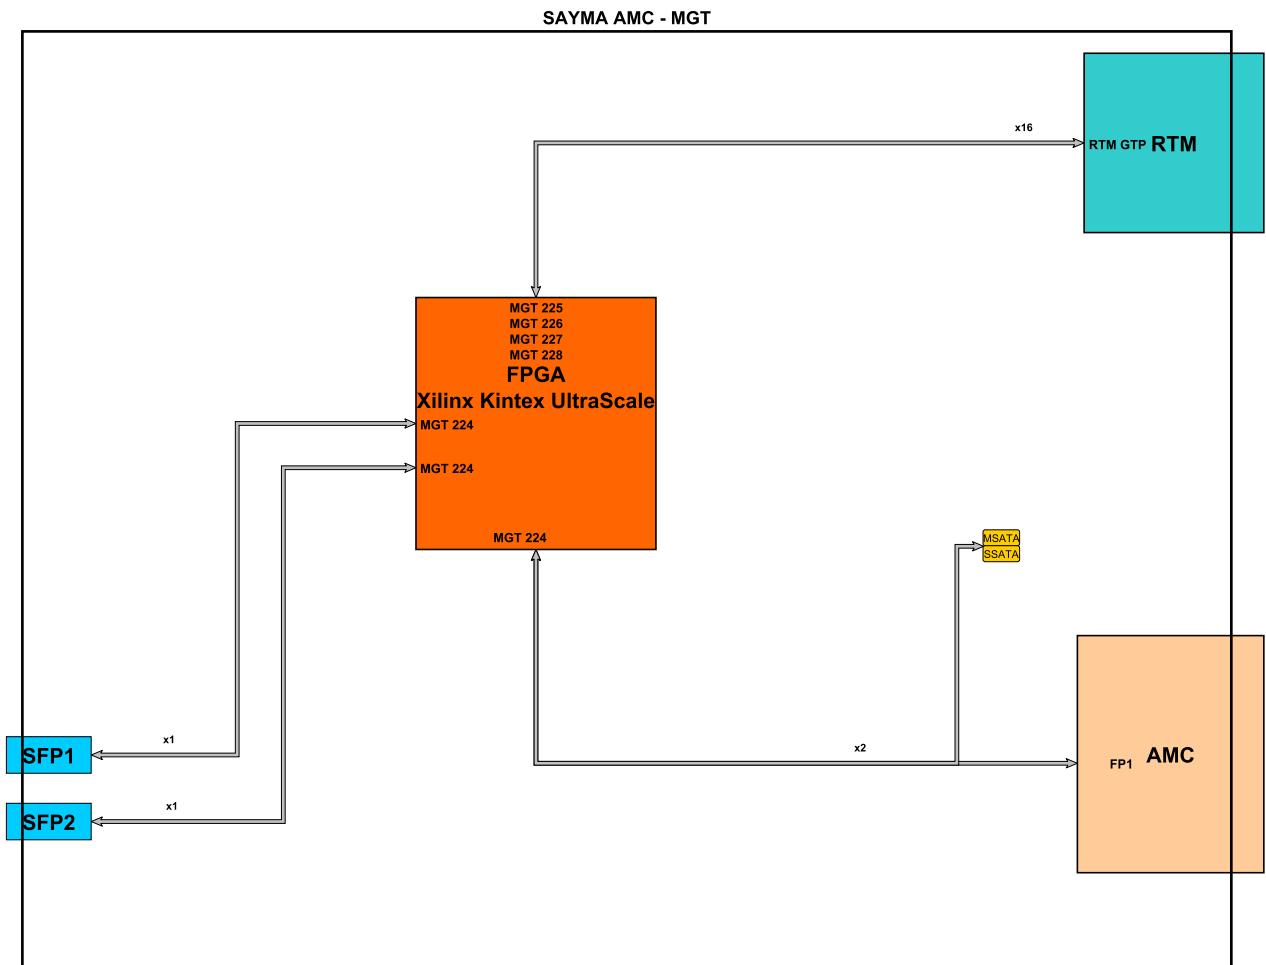 SAYMA AMC - MGT
x16
RTM GTP RTM
MGT 225
MGT 226
MGT 227
MGT 228
FPGA
Xilinx Kintex UltraScale
MGT 224
MGT 224
MGT 224
MSATA
SSATA
x1
SFP1
x2
FP1 AMC
x1
SFP2